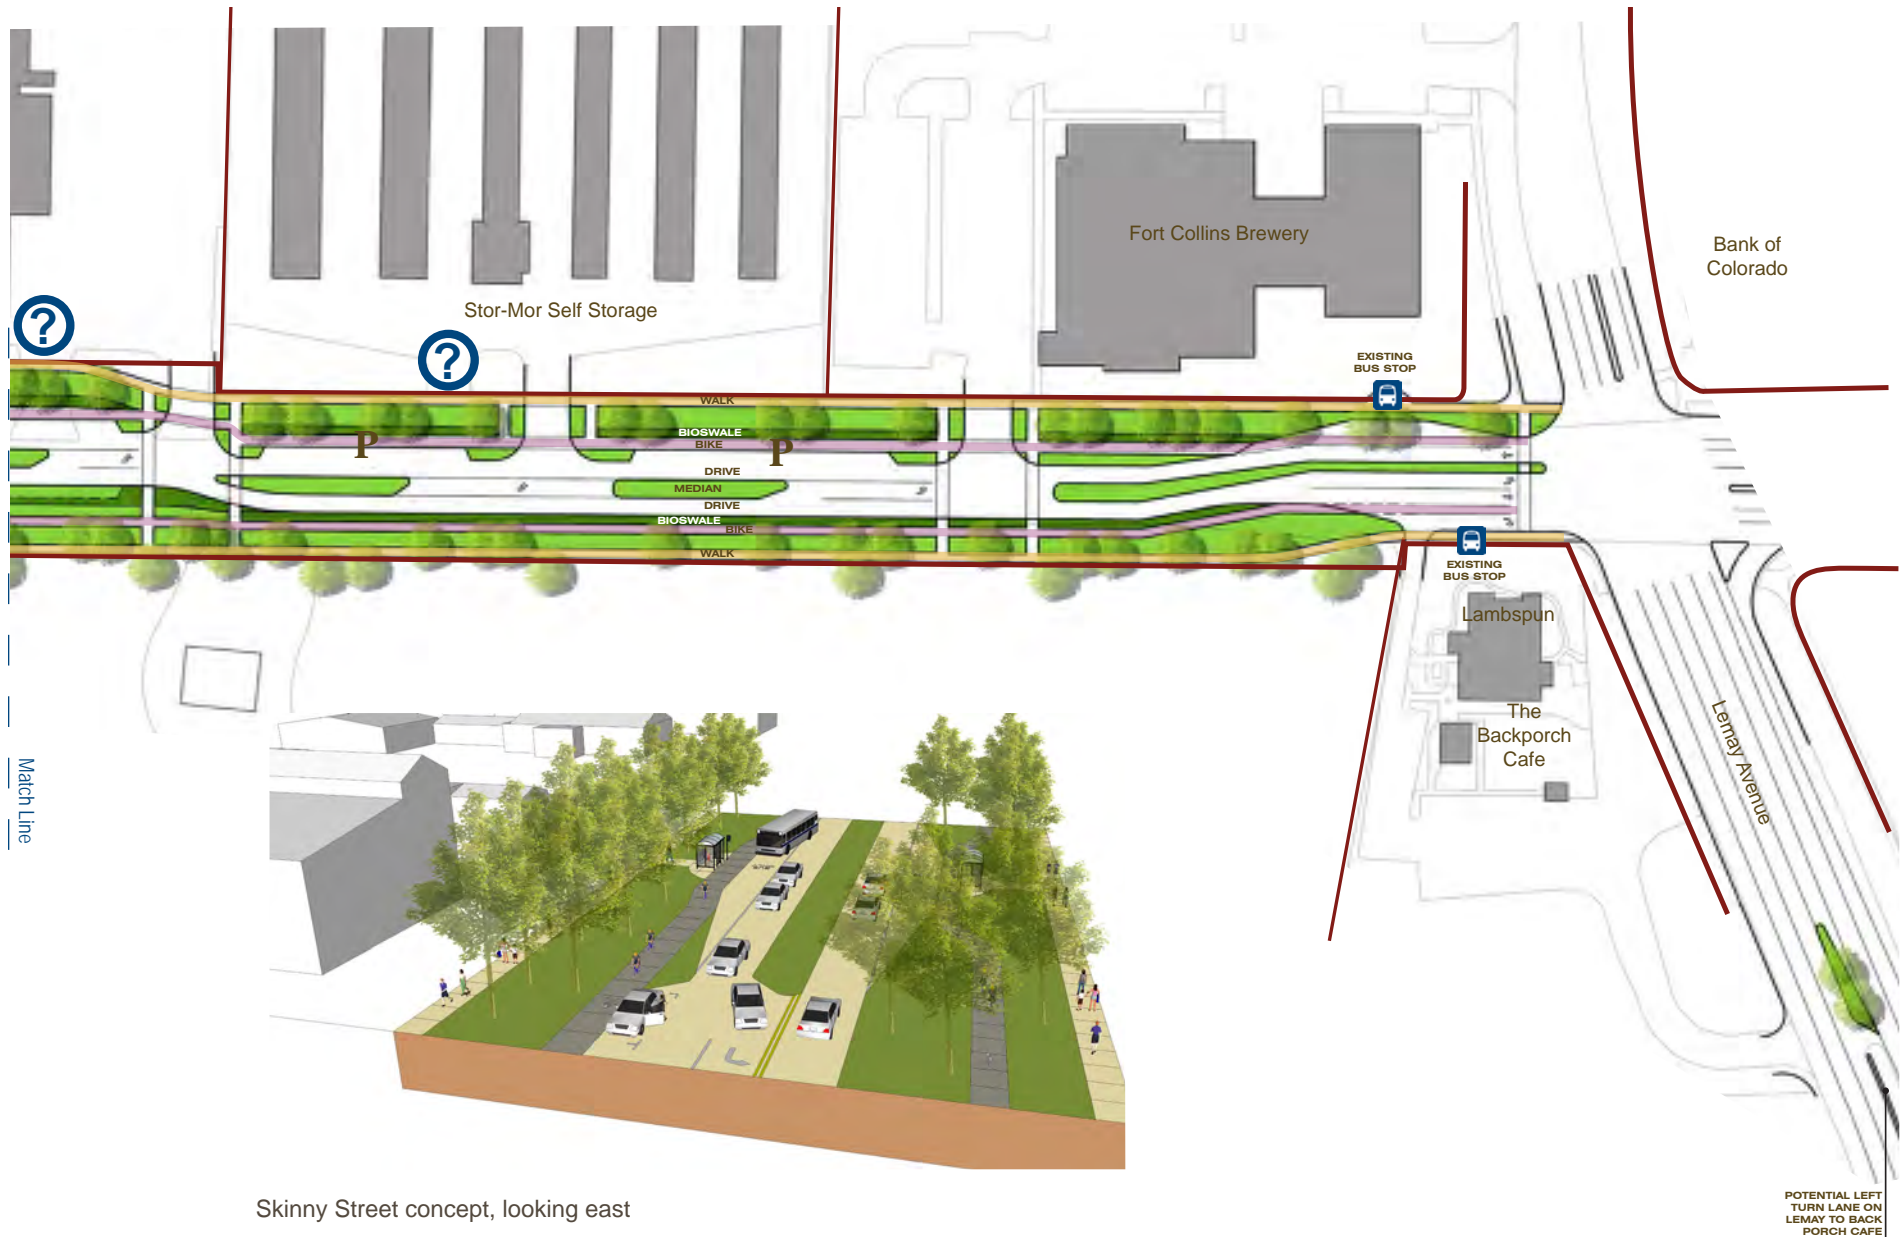 Fort Collins Brewery
Bank of
Colorado
Stor-Mor Self Storage
?
?
EXISTING
BUS STOP
WALK
BIOSWALE
BIKE
P
P
DRIVE
MEDIAN
DRIVE
BIOSWALE
BIKE
WALK
EXISTING
BUS STOP
Lambspun
The
Backporch
Cafe
Lemay Avenue
Match Line
Skinny Street concept, looking east
POTENTIAL LEFT
TURN LANE ON
LEMAY TO BACK
PORCH CAFE